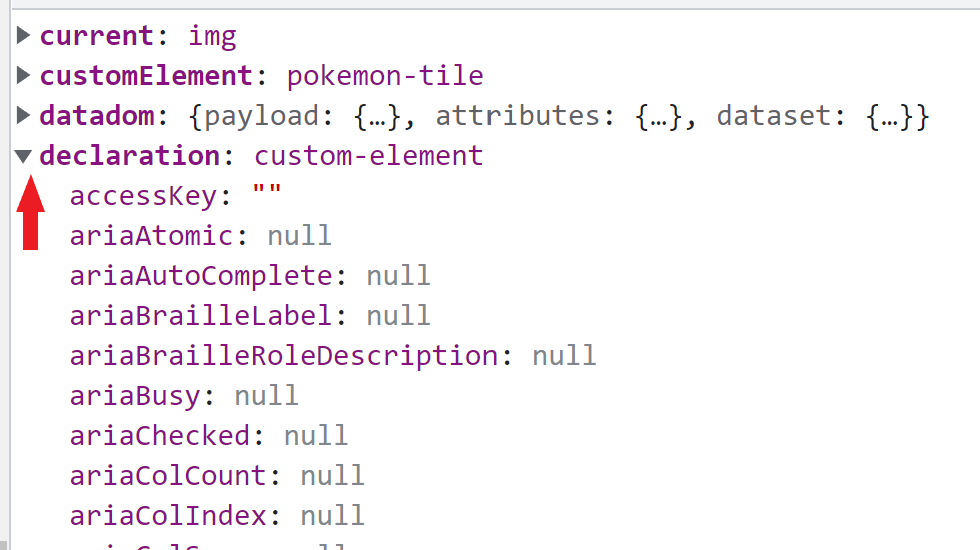 current: img
customElement: pokemon-tile
datadom: {payload: {…}, attributes: {…}, dataset: {…}}
declaration: custom-element
accessKey: ""
ariaAtomic: null
ariaAutoComplete: null
ariaBrailleLabel: null
ariaBrailleRoleDescription: null
ariaBusy: null
ariaChecked: null
ariaColCount: null
ariaColIndex: null